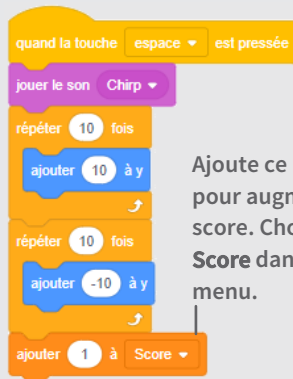 quand la touche espace est pressée
jouer le son Chirp
répéter 10 fois
ajouter 10 à y
répéter 10 fois
ajouter -10 à y
ajouter 1 à Score
Ajoute ce
pour augm
score. Cho
Score dan
menu.